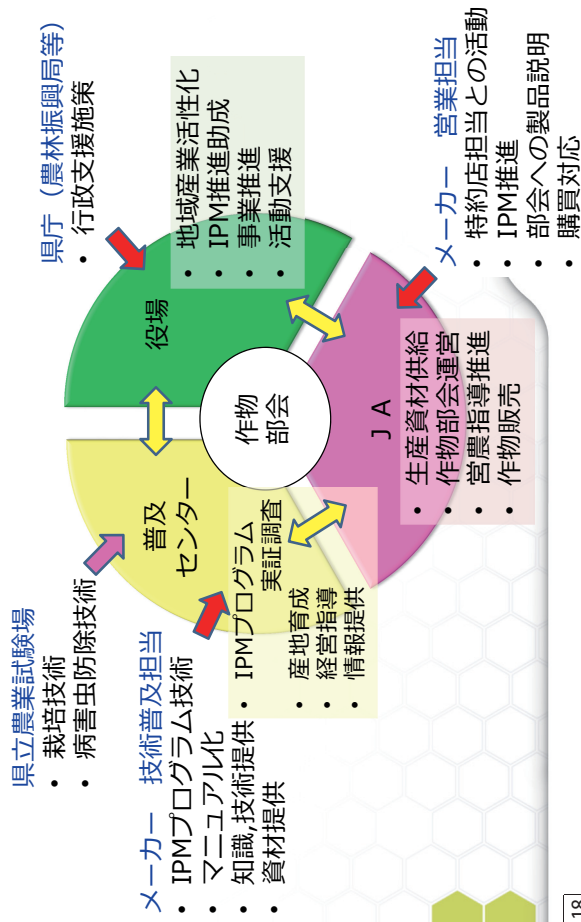 県立農業試験場
• 栽培技術
• 病害虫防除技術
県庁（農林振興局等）
• 行政支援施策
普及
センター
役場
• 地域産業活性化
• IPM推進助成
• 事業推進
• 活動支援
作物
部会
メーカー　技術普及担当
• IPMプログラム技術
• マニュアル化
• 知識,技術提供
• 資材提供
• IPMプログラム
実証調査
• 産地育成
• 経営指導
• 情報提供
ＪＡ
• 生産資材供給
• 作物部会運営
• 営農指導推進
• 作物販売
メーカー　営業担当
• 特約店担当との活動
• IPM推進
• 部会への製品説明
• 購買対応
18